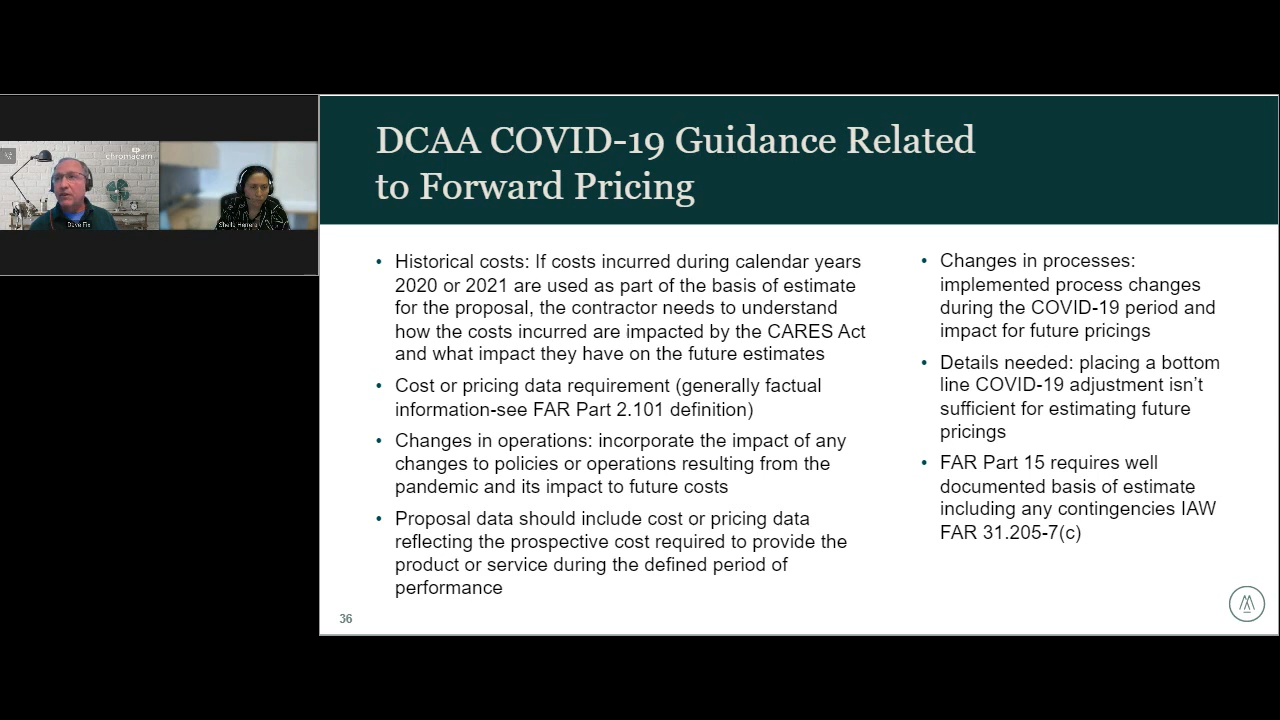 chromacam
Dave Fix
DCAA COVID-19 Guidance Related
to Forward Pricing
• Historical costs: If costs incurred during calendar years
2020 or 2021 are used as part of the basis of estimate
for the proposal, the contractor needs to understand
how the costs incurred are impacted by the CARES Act
and what impact they have on the future estimates
• Cost or pricing data requirement (generally factual
information-see FAR Part 2.101 definition)
• Changes in operations: incorporate the impact of any
changes to policies or operations resulting from the
pandemic and its impact to future costs
• Proposal data should include cost or pricing data
reflecting the prospective cost required to provide the
product or service during the defined period of
performance
• Changes in processes:
implemented process changes
during the COVID-19 period and
impact for future pricings
• Details needed: placing a bottom
line COVID-19 adjustment isn't
sufficient for estimating future
pricings
• FAR Part 15 requires well
documented basis of estimate
including any contingencies IAW
FAR 31.205-7(c)
36